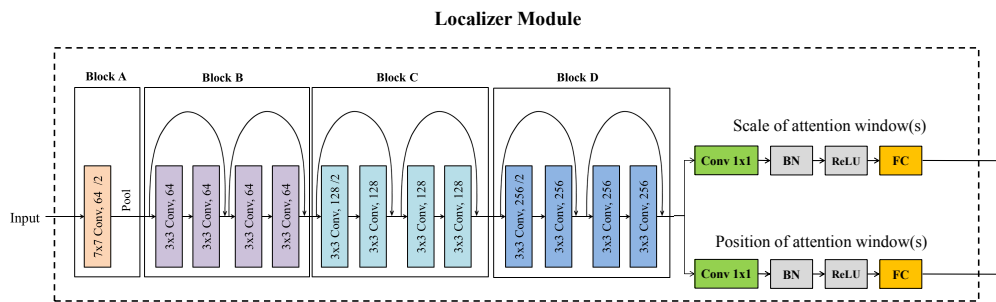 Localizer Module
Block A
Block B
Block C
Block D
Input
7x7 Conv, 64 /2
Pool
3x3 Conv, 64
3x3 Conv, 64
3x3 Conv, 64
3x3 Conv, 64
3x3 Conv, 128 /2
3x3 Conv, 128
3x3 Conv, 128
3x3 Conv, 128
3x3 Conv, 256 /2
3x3 Conv, 256
3x3 Conv, 256
3x3 Conv, 256
Scale of attention window(s)
Conv 1x1
BN
ReLU
FC
Position of attention window(s)
Conv 1x1
BN
ReLU
FC